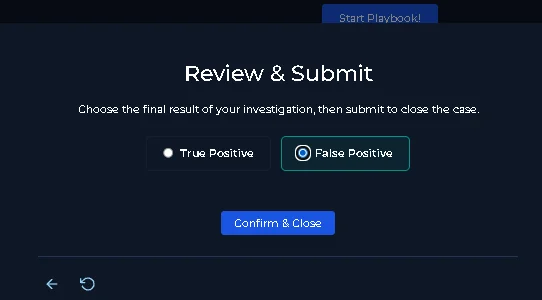 Start Playbook!
Review & Submit
Choose the final result of your investigation, then submit to close the case.
True Positive
False Positive
Confirm & Close